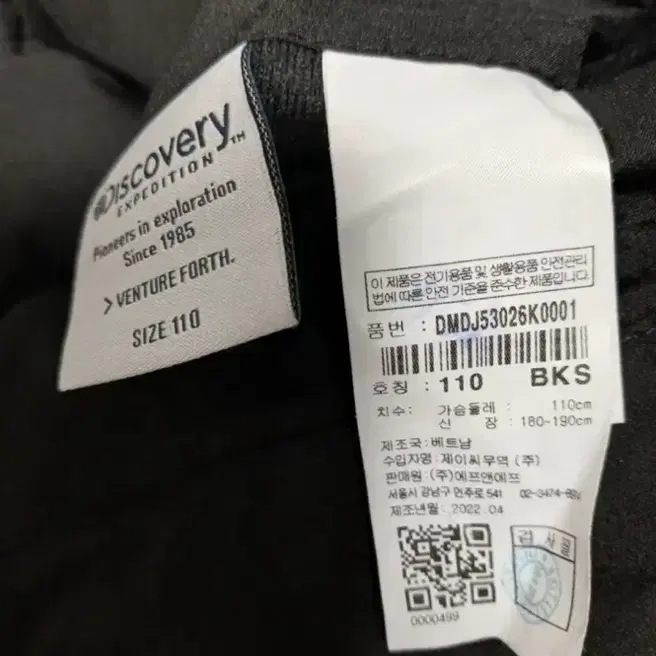 Discovery™
EXPEDITION
Pioneers in exploration
Since 1985
> VENTURE FORTH.
SIZE 110
이 제품은 전기용품 및 생활용품 안전관리
법에 따른 안전 기준을 준수한 제품입니다.
품번 : DMDJ53026K0001
호칭 : 110 BKS
치수: 가슴둘레 : 110cm
신 장 : 180-190cm
제조국:베트남
수입자명: 제이씨무역 (주)
판매원: (주)에프앤에프
서울시 강남구 언주로 541 02-3474-
제조년월: 2022.04
검사필
0000499